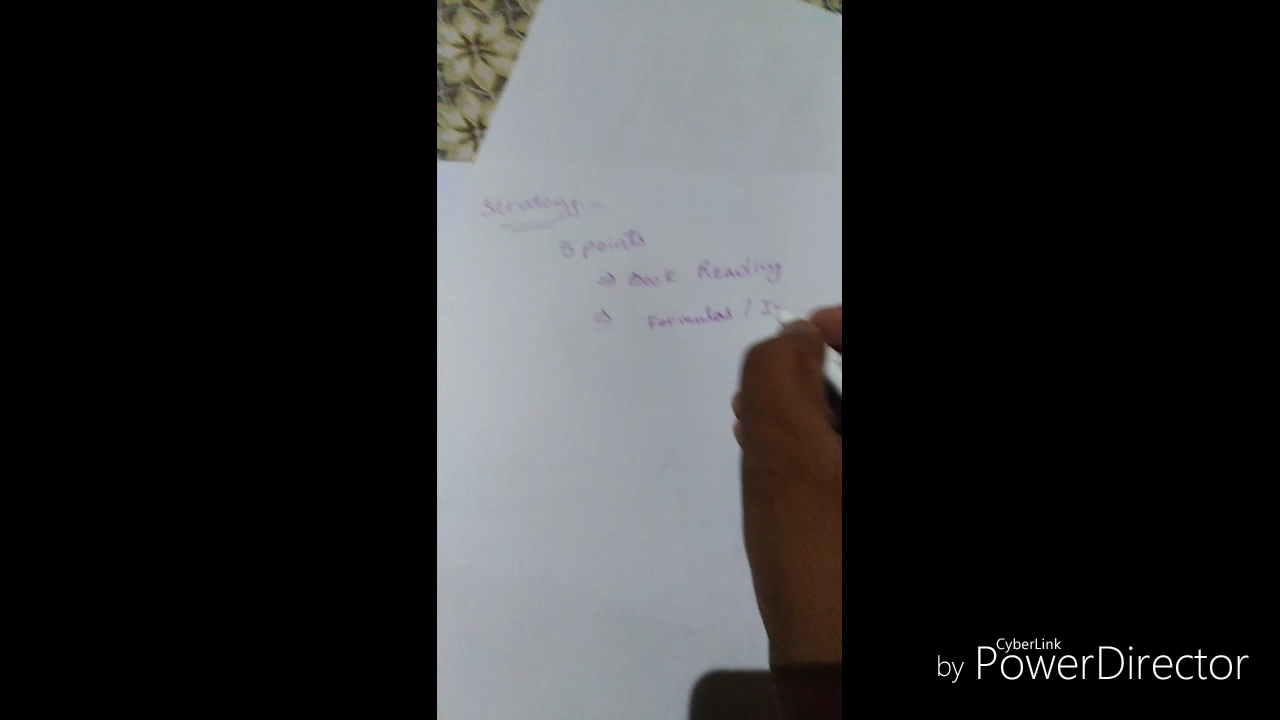 Strategy...
5 points
⇒ Book Reading
⇒ Formulas / I
CyberLink
by PowerDirector